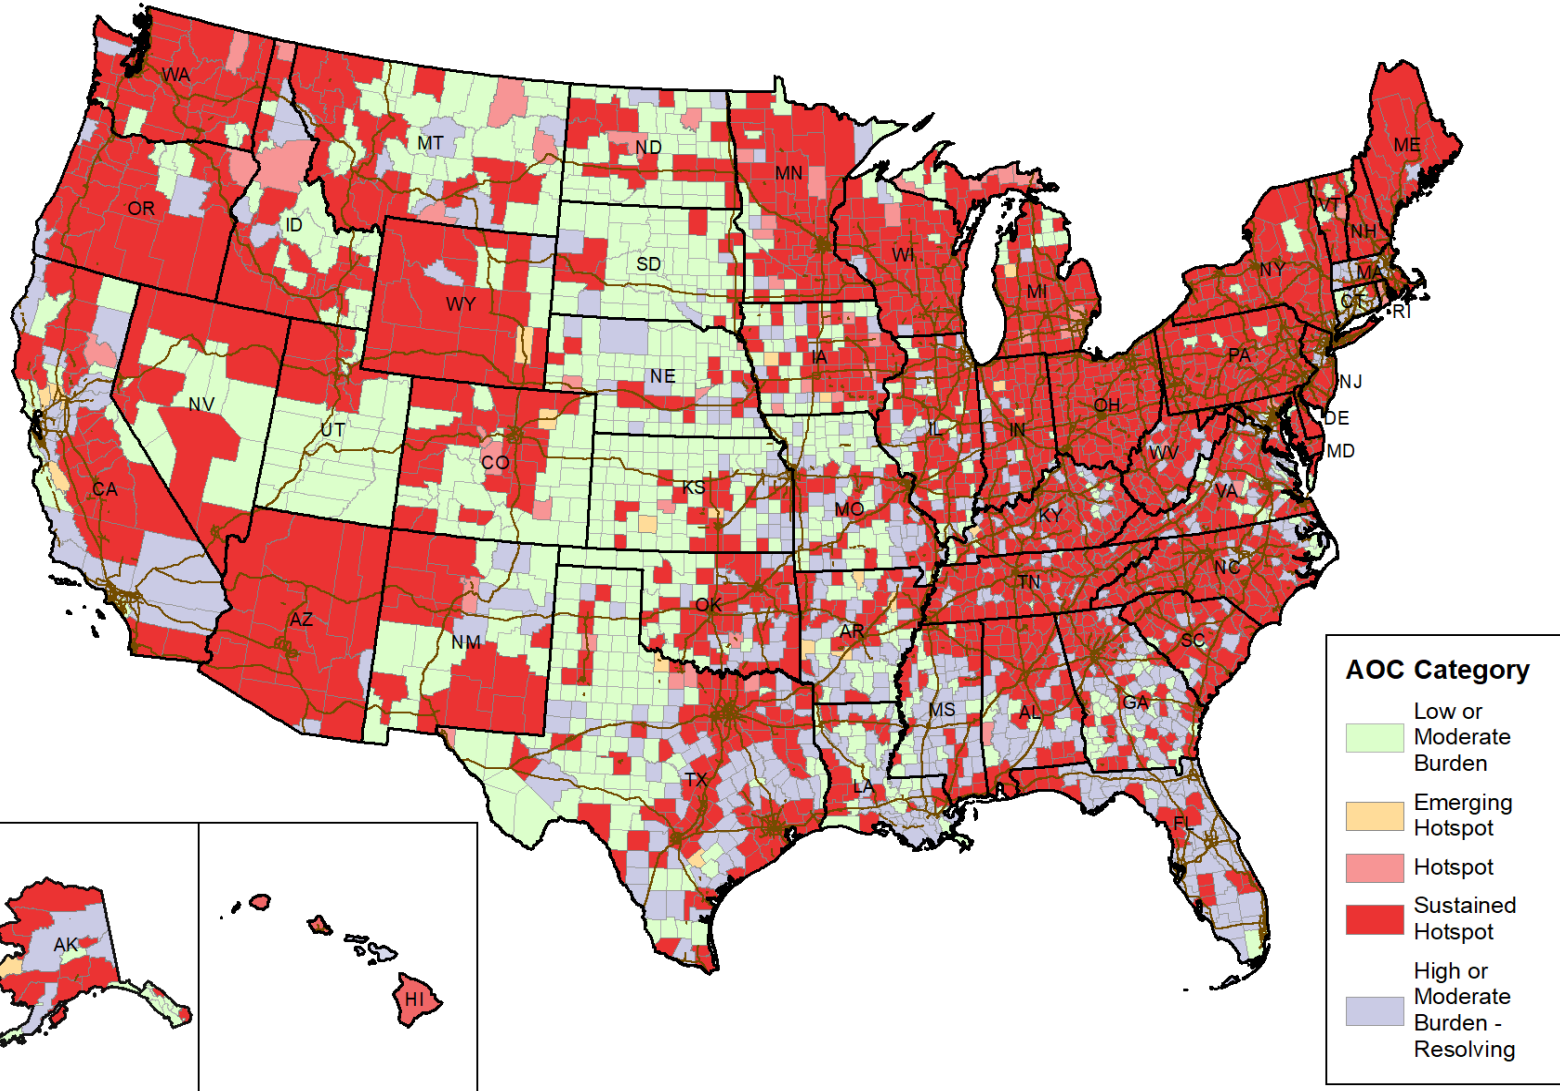 WA
MT
ND
MN
ME
OR
ID
SD
WI
MI
VT
NH
NY
MA
CT
RI
WY
IA
PA
NJ
NV
NE
OH
DE
UT
CO
IL
IN
WV
MD
CA
KS
MO
KY
VA
AZ
NM
OK
AR
TN
NC
SC
MS
AL
GA
TX
LA
FL
AK
HI
AOC Category
Low or
Moderate
Burden
Emerging
Hotspot
Hotspot
Sustained
Hotspot
High or
Moderate
Burden -
Resolving